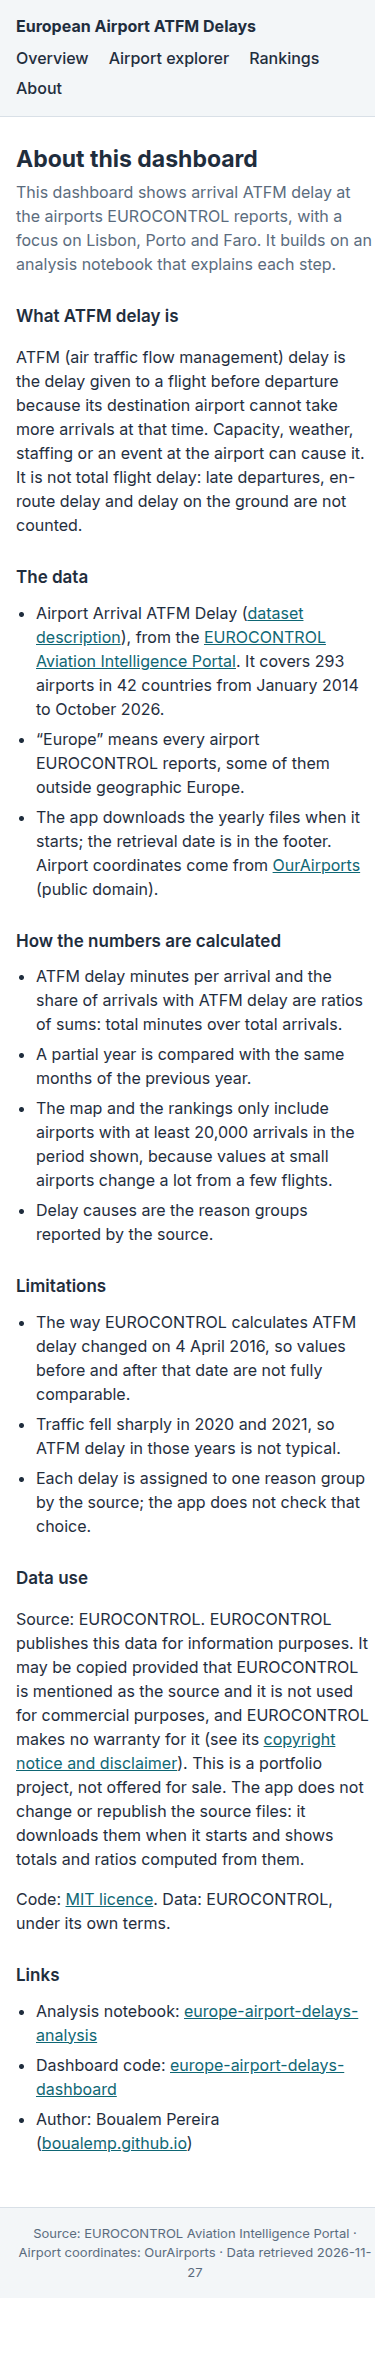 European Airport ATFM Delays
Overview Airport explorer Rankings
About
About this dashboard
This dashboard shows arrival ATFM delay at
the airports EUROCONTROL reports, with a
focus on Lisbon, Porto and Faro. It builds on an
analysis notebook that explains each step.
What ATFM delay is
ATFM (air traffic flow management) delay is
the delay given to a flight before departure
because its destination airport cannot take
more arrivals at that time. Capacity, weather,
staffing or an event at the airport can cause it.
It is not total flight delay: late departures, en-
route delay and delay on the ground are not
counted.
The data
• Airport Arrival ATFM Delay (dataset
description), from the EUROCONTROL
Aviation Intelligence Portal. It covers 293
airports in 42 countries from January 2014
to October 2026.
• “Europe” means every airport
EUROCONTROL reports, some of them
outside geographic Europe.
• The app downloads the yearly files when it
starts; the retrieval date is in the footer.
Airport coordinates come from OurAirports
(public domain).
How the numbers are calculated
• ATFM delay minutes per arrival and the
share of arrivals with ATFM delay are ratios
of sums: total minutes over total arrivals.
• A partial year is compared with the same
months of the previous year.
• The map and the rankings only include
airports with at least 20,000 arrivals in the
period shown, because values at small
airports change a lot from a few flights.
• Delay causes are the reason groups
reported by the source.
Limitations
• The way EUROCONTROL calculates ATFM
delay changed on 4 April 2016, so values
before and after that date are not fully
comparable.
• Traffic fell sharply in 2020 and 2021, so
ATFM delay in those years is not typical.
• Each delay is assigned to one reason group
by the source; the app does not check that
choice.
Data use
Source: EUROCONTROL. EUROCONTROL
publishes this data for information purposes. It
may be copied provided that EUROCONTROL
is mentioned as the source and it is not used
for commercial purposes, and EUROCONTROL
makes no warranty for it (see its copyright
notice and disclaimer). This is a portfolio
project, not offered for sale. The app does not
change or republish the source files: it
downloads them when it starts and shows
totals and ratios computed from them.
Code: MIT licence. Data: EUROCONTROL,
under its own terms.
Links
• Analysis notebook: europe-airport-delays-
analysis
• Dashboard code: europe-airport-delays-
dashboard
• Author: Boualem Pereira
(boualemp.github.io)
Source: EUROCONTROL Aviation Intelligence Portal ·
Airport coordinates: OurAirports · Data retrieved 2026-11-
27